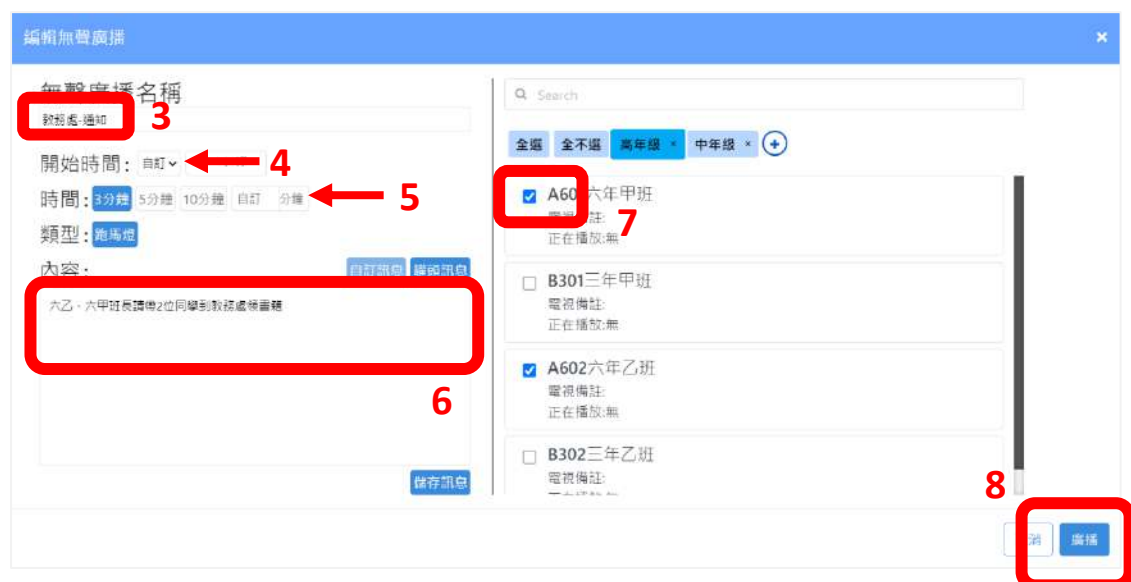 編輯無聲廣播 ×
無聲廣播名稱
教務處-通知 3
開始時間: 自訂 4
時間: 3分鐘 5分鐘 10分鐘 自訂 分鐘 5
類型: 跑馬燈
內容:
自訂訊息 罐頭訊息
六乙、六甲班長請帶2位同學到教務處領書籍
6
儲存訊息
Search
全選 全不選 高年級 × 中年級 × +
A601六年甲班
電視備註:
正在播放:無
7
B301三年甲班
電視備註:
正在播放:無
A602六年乙班
電視備註:
正在播放:無
B302三年乙班
電視備註:
8
廣播